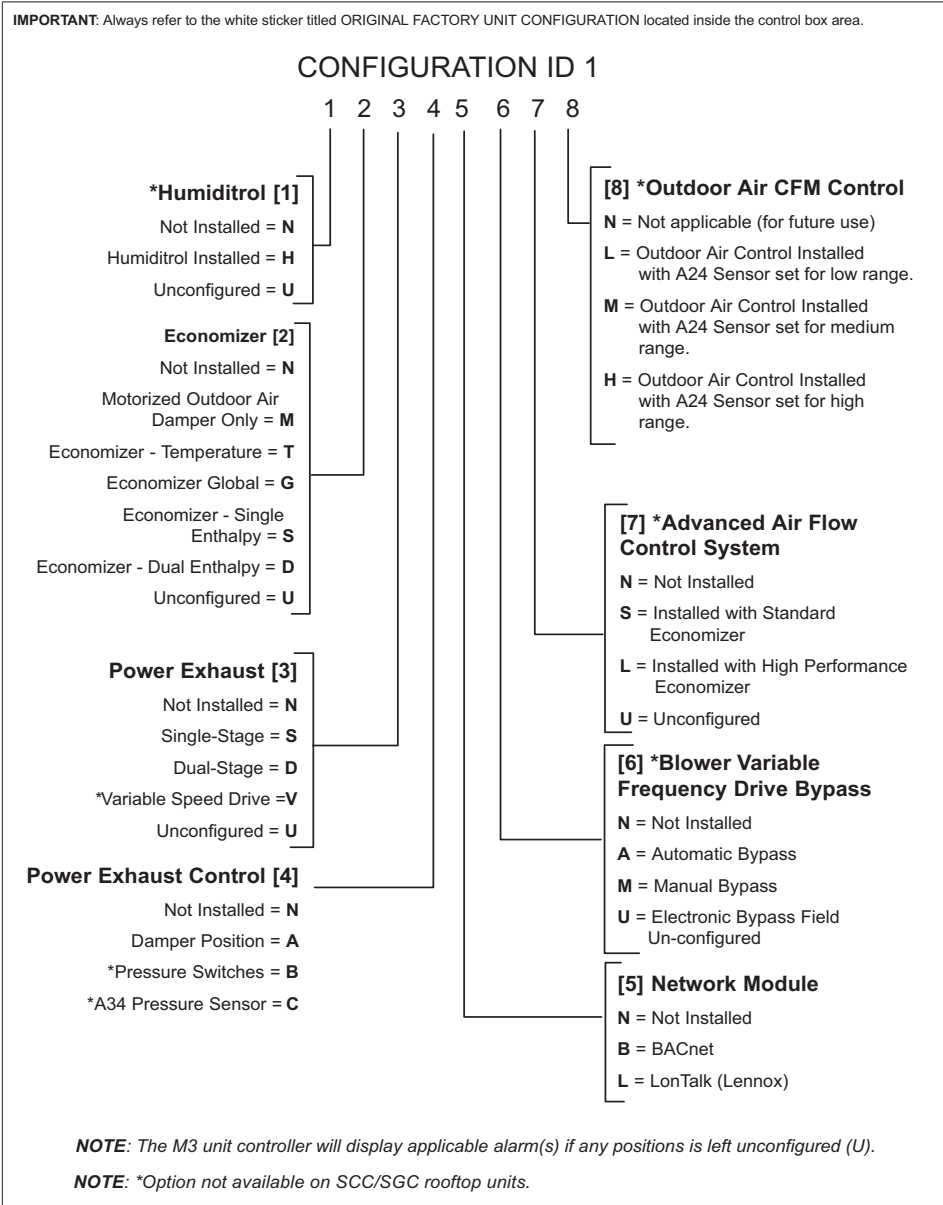 IMPORTANT: Always refer to the white sticker titled ORIGINAL FACTORY UNIT CONFIGURATION located inside the control box area.
CONFIGURATION ID 1
1 2 3 4 5 6 7 8
*Humiditrol [1]
Not Installed = N
Humiditrol Installed = H
Unconfigured = U
Economizer [2]
Not Installed = N
Motorized Outdoor Air
Damper Only = M
Economizer - Temperature = T
Economizer Global = G
Economizer - Single
Enthalpy = S
Economizer - Dual Enthalpy = D
Unconfigured = U
Power Exhaust [3]
Not Installed = N
Single-Stage = S
Dual-Stage = D
*Variable Speed Drive =V
Unconfigured = U
Power Exhaust Control [4]
Not Installed = N
Damper Position = A
*Pressure Switches = B
*A34 Pressure Sensor = C
[8] *Outdoor Air CFM Control
N = Not applicable (for future use)
L = Outdoor Air Control Installed
with A24 Sensor set for low range.
M = Outdoor Air Control Installed
with A24 Sensor set for medium
range.
H = Outdoor Air Control Installed
with A24 Sensor set for high
range.
[7] *Advanced Air Flow
Control System
N = Not Installed
S = Installed with Standard
Economizer
L = Installed with High Performance
Economizer
U = Unconfigured
[6] *Blower Variable
Frequency Drive Bypass
N = Not Installed
A = Automatic Bypass
M = Manual Bypass
U = Electronic Bypass Field
Un-configured
[5] Network Module
N = Not Installed
B = BACnet
L = LonTalk (Lennox)
NOTE: The M3 unit controller will display applicable alarm(s) if any positions is left unconfigured (U).
NOTE: *Option not available on SCC/SGC rooftop units.